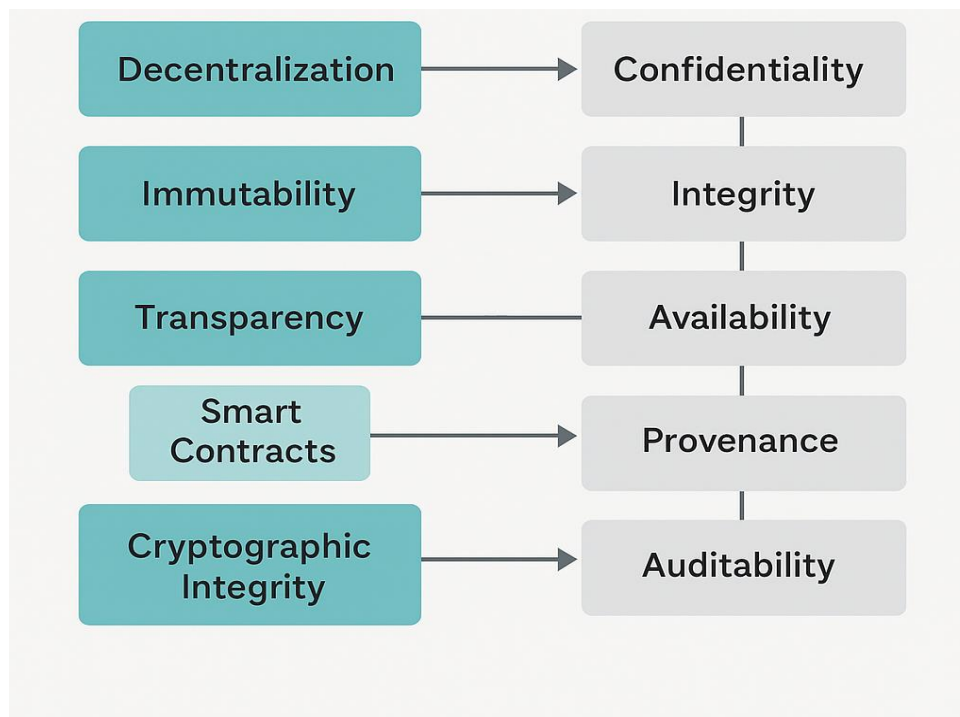 Decentralization
Confidentiality
Immutability
Integrity
Transparency
Availability
Smart
Contracts
Provenance
Cryptographic
Integrity
Auditability